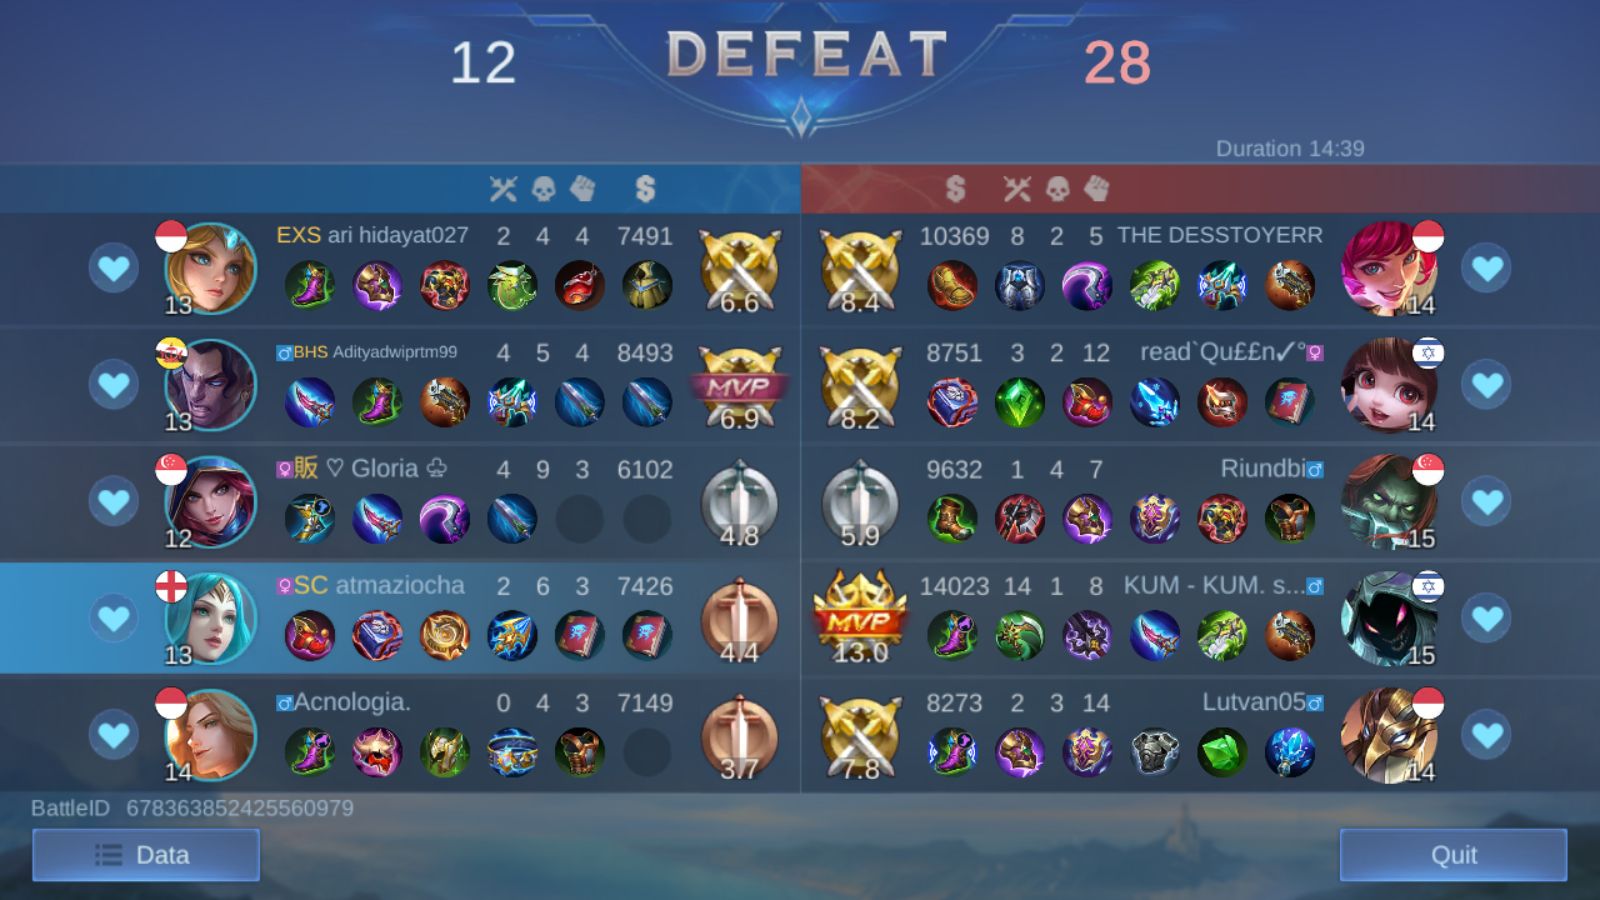 12 DEFEAT 28
Duration 14:39
EXS ari hidayat027 2 4 4 7491
13 6.6
10369 8 2 5 THE DESSTOYERR
8.4 14
BHS Adityadwiprtm99 4 5 4 8493
MVP
13 6.9
8751 3 2 12 read`Qu££n✓°
8.2 14
販 ♡ Gloria ♧ 4 9 3 6102
12 4.8
9632 1 4 7 Riundbi
5.9 15
SC atmaziocha 2 6 3 7426
13 4.4
14023 14 1 8 KUM - KUM. s...
MVP
13.0 15
Acnologia. 0 4 3 7149
14 3.7
8273 2 3 14 Lutvan05
7.8 14
BattleID 678363852425560979
Data
Quit